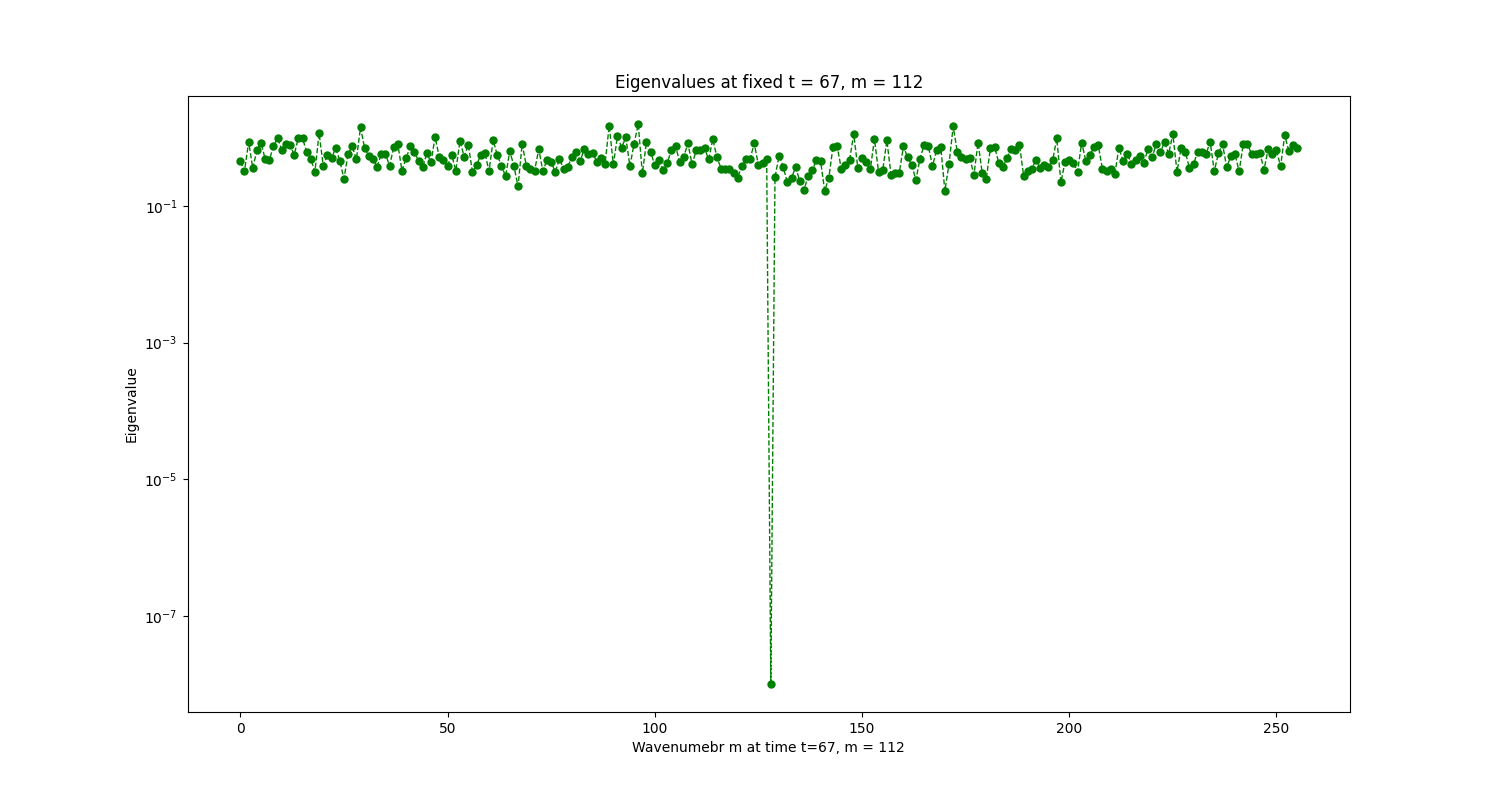 Eigenvalues at fixed t = 67, m = 112
Eigenvalue
10⁻¹
10⁻³
10⁻⁵
10⁻⁷
0 50 100 150 200 250
Wavenumebr m at time t=67, m = 112